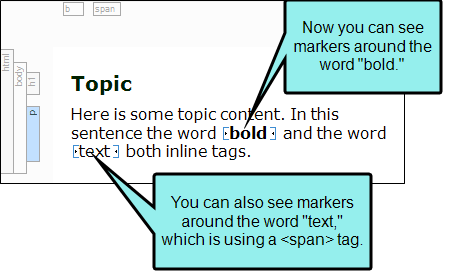 b span
Now you can see
markers around the
word "bold."
html
body
h1
p
Topic
Here is some topic content. In this
sentence the word bold and the word
text both inline tags.
You can also see markers
around the word "text,"
which is using a <span> tag.